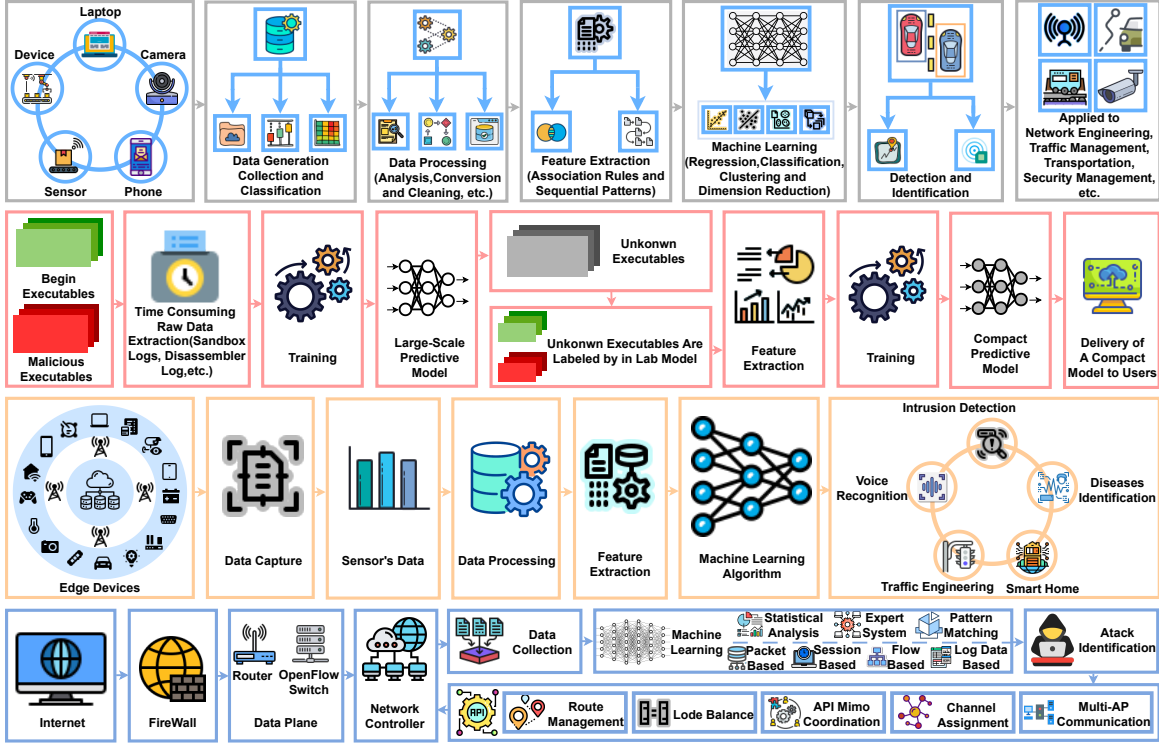 Laptop
Device
Camera
Sensor
Phone
Data Generation
Collection and
Classification
Data Processing
(Analysis,Conversion
and Cleaning, etc.)
Feature Extraction
(Association Rules and
Sequential Patterns)
Machine Learning
(Regression,Classification,
Clustering and
Dimension Reduction)
Detection and
Identification
Applied to
Network Engineering,
Traffic Management,
Transportation,
Security Management,
etc.
Begin
Executables
Malicious
Executables
Time Consuming
Raw Data
Extraction(Sandbox
Logs, Disassembler
Log,etc.)
Training
Large-Scale
Predictive
Model
Unkonwn
Executables
Unkonwn Executables Are
Labeled by in Lab Model
Feature
Extraction
Training
Compact
Predictive
Model
Delivery of
A Compact
Model to Users
Edge Devices
Data Capture
Sensor's Data
Data Processing
Feature
Extraction
Machine Learning
Algorithm
Intrusion Detection
Voice
Recognition
Diseases
Identification
Traffic Engineering
Smart Home
Internet
FireWall
Router
OpenFlow
Switch
Data Plane
Network
Controller
Data
Collection
Machine
Learning
Statistical
Analysis
Expert
System
Pattern
Matching
Packet
Based
Session
Based
Flow
Based
Log Data
Based
Atack
Identification
API
Route
Management
Lode Balance
API Mimo
Coordination
Channel
Assignment
Multi-AP
Communication